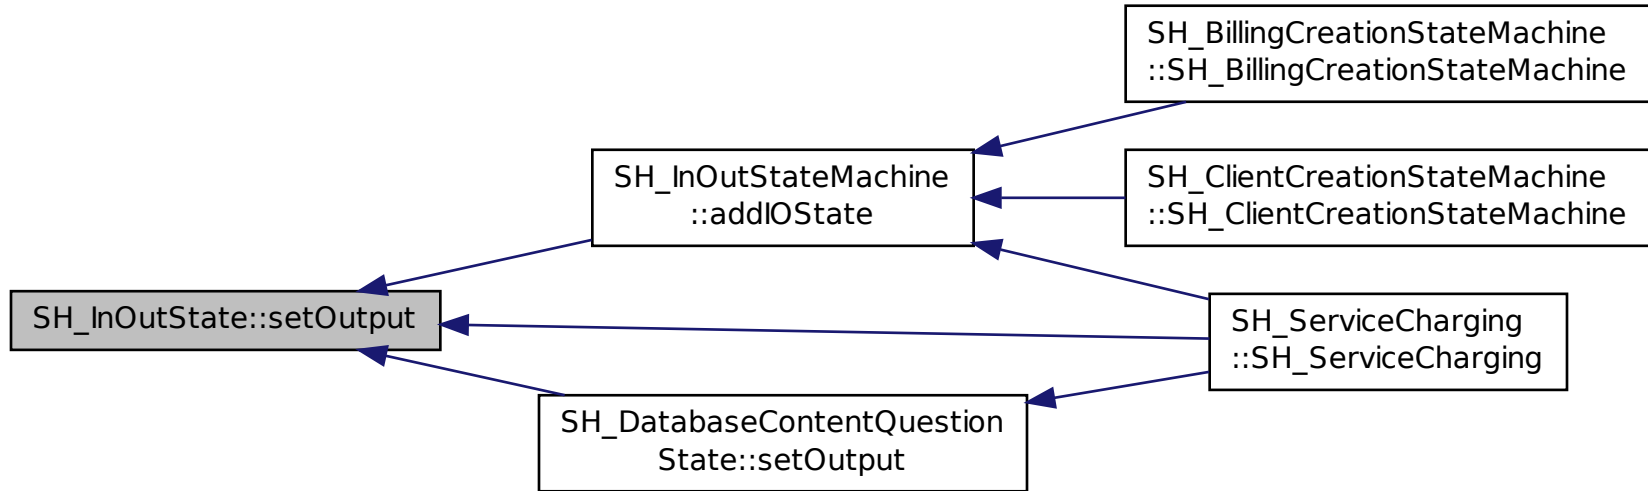 SH_BillingCreationStateMachine
::SH_BillingCreationStateMachine
SH_InOutStateMachine
::addIOState
SH_ClientCreationStateMachine
::SH_ClientCreationStateMachine
SH_InOutState::setOutput
SH_ServiceCharging
::SH_ServiceCharging
SH_DatabaseContentQuestion
State::setOutput